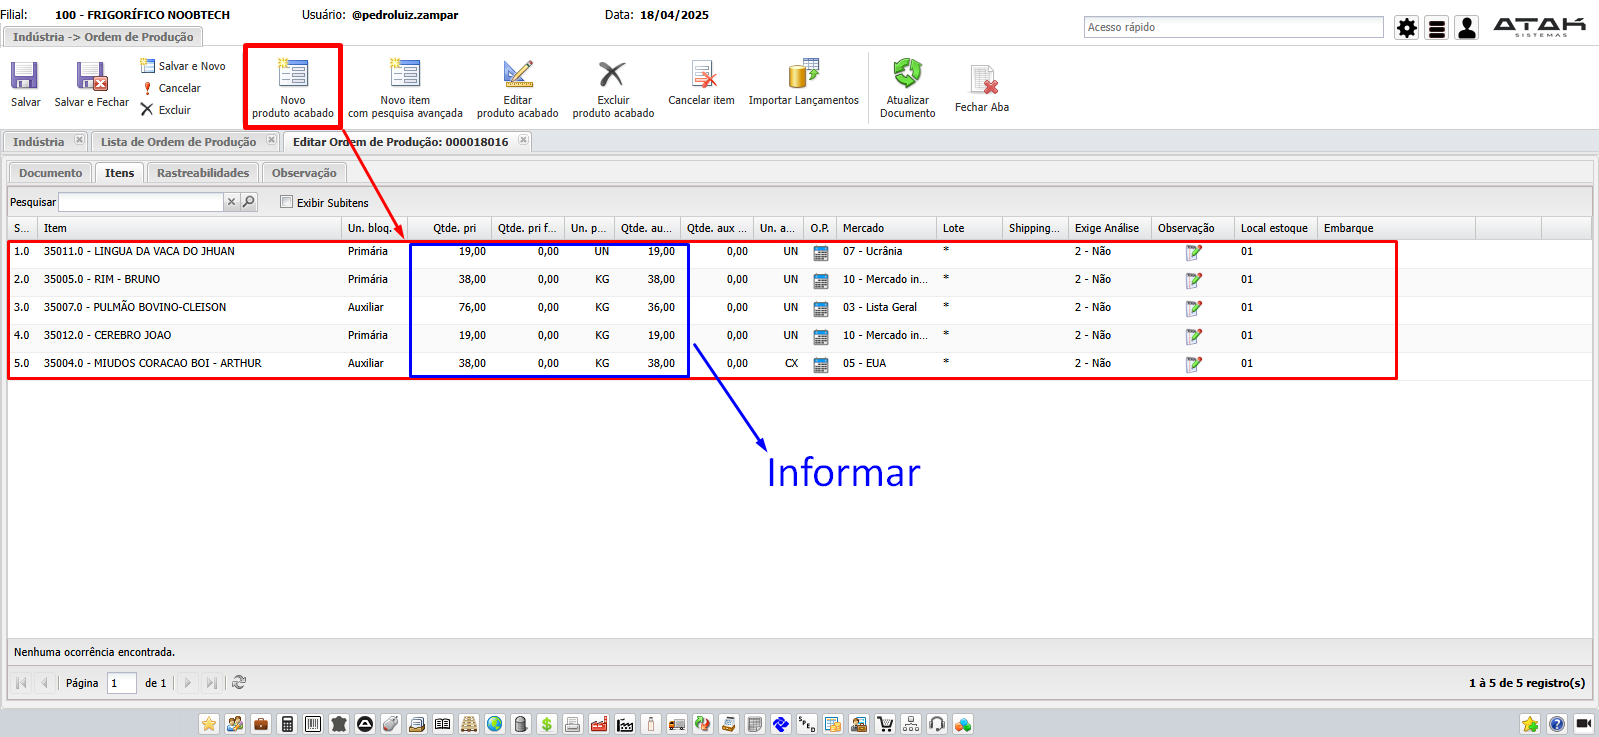 Filial: 100 - FRIGORÍFICO NOOBTECH Usuário: @pedroluiz.zampar Data: 18/04/2025
Acesso rápido
ATAK
SISTEMAS
Indústria -> Ordem de Produção
Salvar
Salvar e Fechar
Salvar e Novo
Cancelar
Excluir
Novo
produto acabado
Novo item
com pesquisa avançada
Editar
produto acabado
Excluir
produto acabado
Cancelar item
Importar Lançamentos
Atualizar
Documento
Fechar Aba
Indústria Lista de Ordem de Produção Editar Ordem de Produção: 000018016
Documento Itens Rastreabilidades Observação
Pesquisar Exibir Subitens
S... Item Un. bloq. Qtde. pri Qtde. pri f... Un. p... Qtde. au... Qtde. aux ... Un. a... O.P. Mercado Lote Shipping... Exige Análise Observação Local estoque Embarque
1.0 35011.0 - LINGUA DA VACA DO JHUAN Primária 19,00 0,00 UN 19,00 0,00 UN 07 - Ucrânia * 2 - Não 01
2.0 35005.0 - RIM - BRUNO Primária 38,00 0,00 KG 38,00 0,00 UN 10 - Mercado in... * 2 - Não 01
3.0 35007.0 - PULMÃO BOVINO-CLEISON Auxiliar 76,00 0,00 KG 36,00 0,00 UN 03 - Lista Geral * 2 - Não 01
4.0 35012.0 - CEREBRO JOAO Primária 19,00 0,00 KG 19,00 0,00 UN 10 - Mercado in... * 2 - Não 01
5.0 35004.0 - MIUDOS CORACAO BOI - ARTHUR Auxiliar 38,00 0,00 KG 38,00 0,00 CX 05 - EUA * 2 - Não 01
Informar
Nenhuma ocorrência encontrada.
Página 1 de 1 1 à 5 de 5 registro(s)
SPED